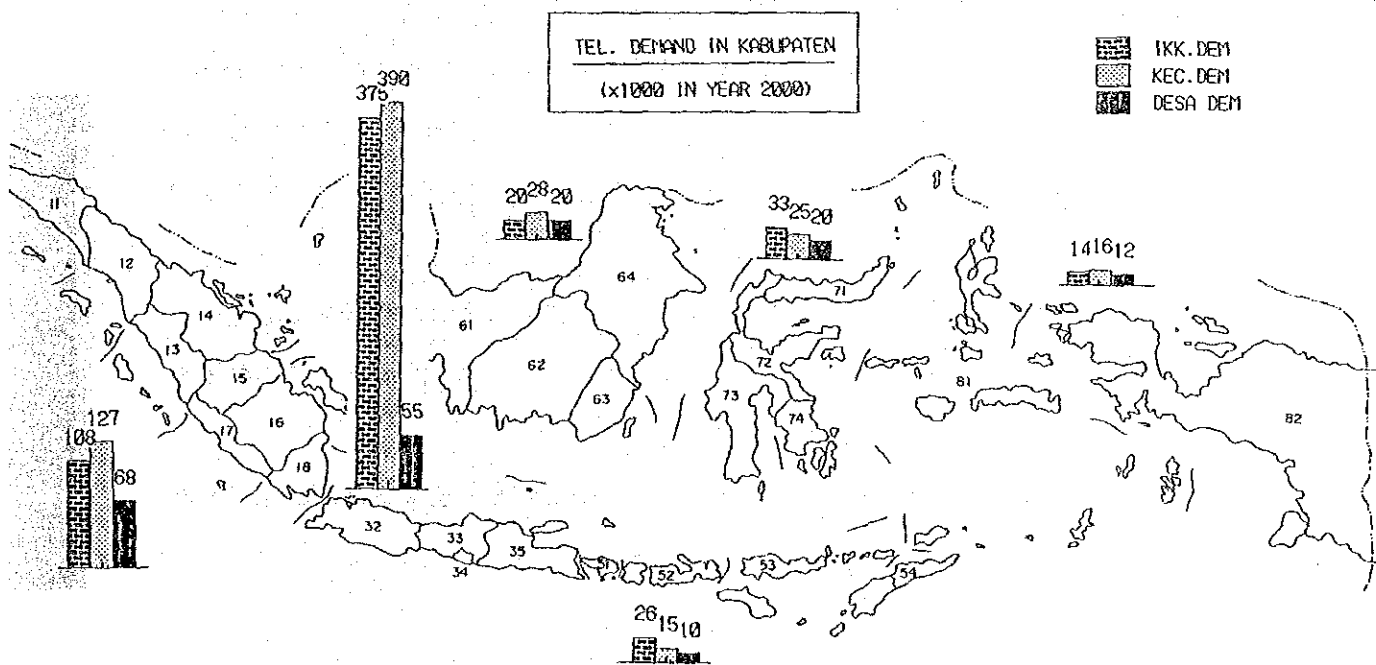 TEL. DEMAND IN KABUPATEN
(x1000 IN YEAR 2000)
IKK.DEM
KEC.DEM
DESA DEM
375 390 55
20 28 20
33 25 20
14 16 12
108 127 68
26 15 10
11
12
13
14
15
16
17
18
32
33
34
35
51
52
53
54
61
62
63
64
71
72
73
74
81
82